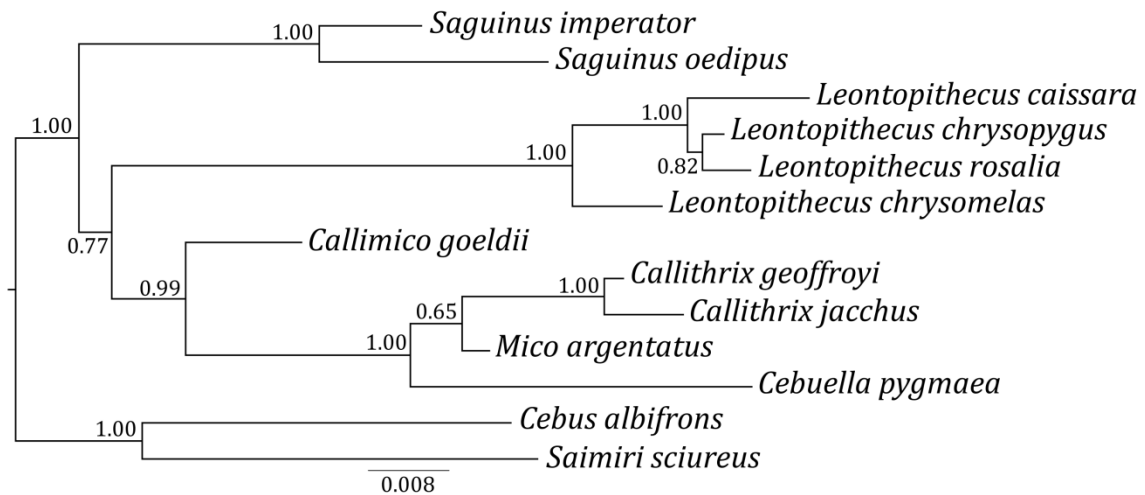 Saguinus imperator
1.00
Saguinus oedipus
Leontopithecus caissara
1.00
1.00
Leontopithecus chrysopygus
1.00
0.82
Leontopithecus rosalia
Leontopithecus chrysomelas
0.77
Callimico goeldii
Callithrix geoffroyi
0.99
1.00
0.65
Callithrix jacchus
1.00
Mico argentatus
Cebuella pygmaea
Cebus albifrons
1.00
Saimiri sciureus
0.008